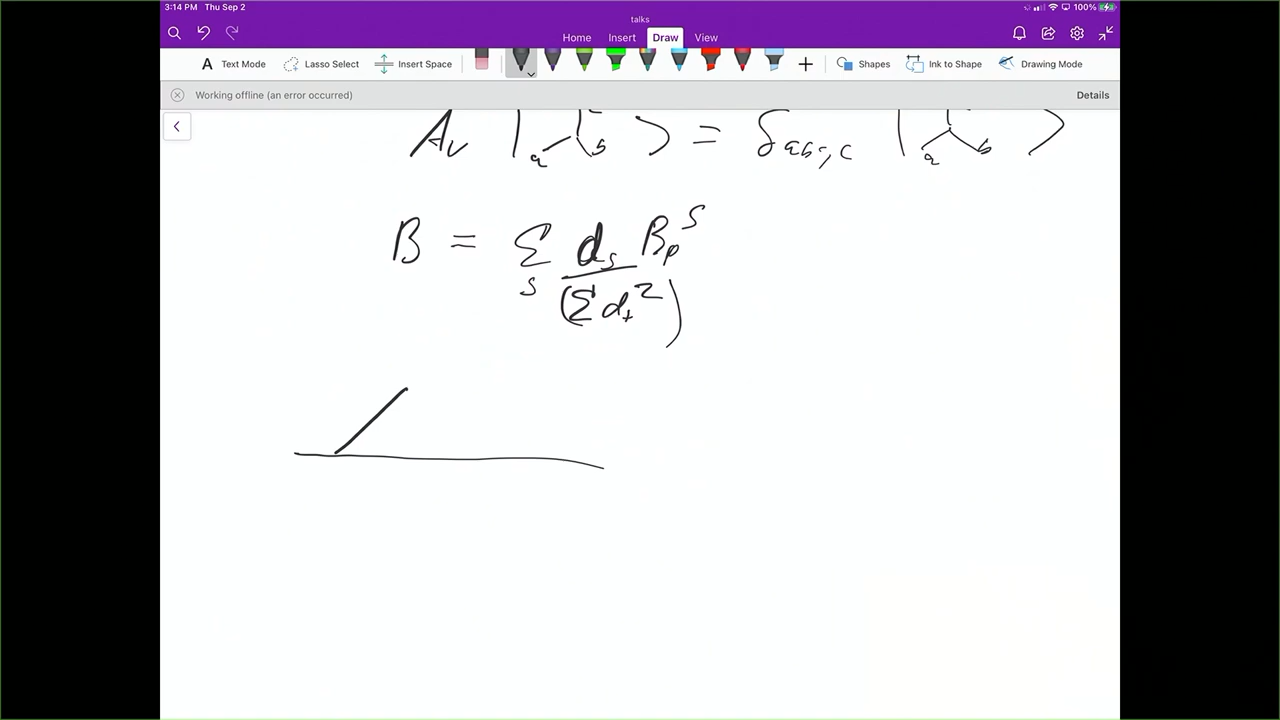 3:14 PM Thu Sep 2
100%
talks
Home Insert Draw View
A Text Mode Lasso Select Insert Space Shapes Ink to Shape Drawing Mode
Working offline (an error occurred) Details
A_v | a b ⟩ = δ_{ab,c} | a b ⟩
B = Σ_s d_s / (Σ d_t^2) B_p^s